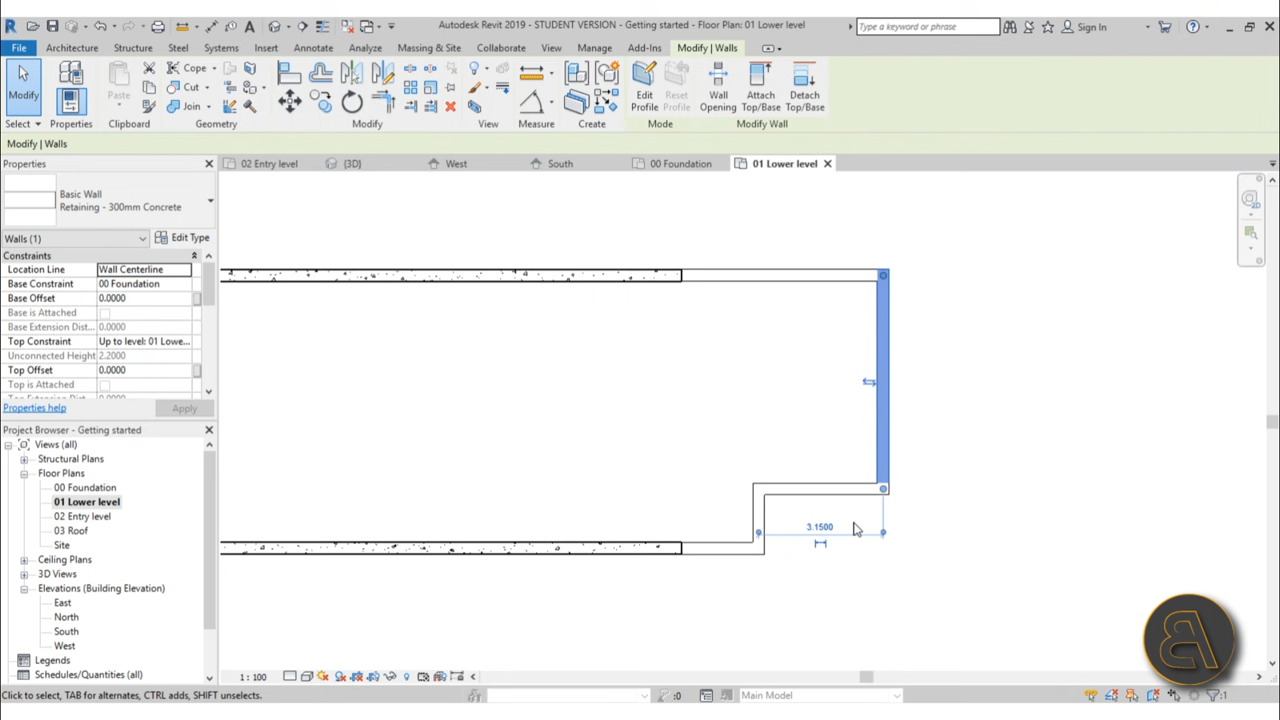 Autodesk Revit 2019 - STUDENT VERSION - Getting started - Floor Plan: 01 Lower level
Type a keyword or phrase
Sign In
File Architecture Structure Steel Systems Insert Annotate Analyze Massing & Site Collaborate View Manage Add-Ins Modify | Walls
Modify
Properties
Paste
Cope
Cut
Join
Edit Profile
Reset Profile
Wall Opening
Attach Top/Base
Detach Top/Base
Select Properties Clipboard Geometry Modify View Measure Create Mode Modify Wall
Modify | Walls
Properties
02 Entry level {3D} West South 00 Foundation 01 Lower level
Basic Wall
Retaining - 300mm Concrete
Walls (1) Edit Type
Constraints
Location Line Wall Centerline
Base Constraint 00 Foundation
Base Offset 0.0000
Base is Attached
Base Extension Dist... 0.0000
Top Constraint Up to level: 01 Lowe...
Unconnected Height 2.2000
Top Offset 0.0000
Top is Attached
Properties help Apply
Project Browser - Getting started
Views (all)
Structural Plans
Floor Plans
00 Foundation
01 Lower level
02 Entry level
03 Roof
Site
Ceiling Plans
3D Views
Elevations (Building Elevation)
East
North
South
West
Legends
Schedules/Quantities (all)
3.1500
2D
1 : 100
Click to select, TAB for alternates, CTRL adds, SHIFT unselects.
:0
Main Model
:1